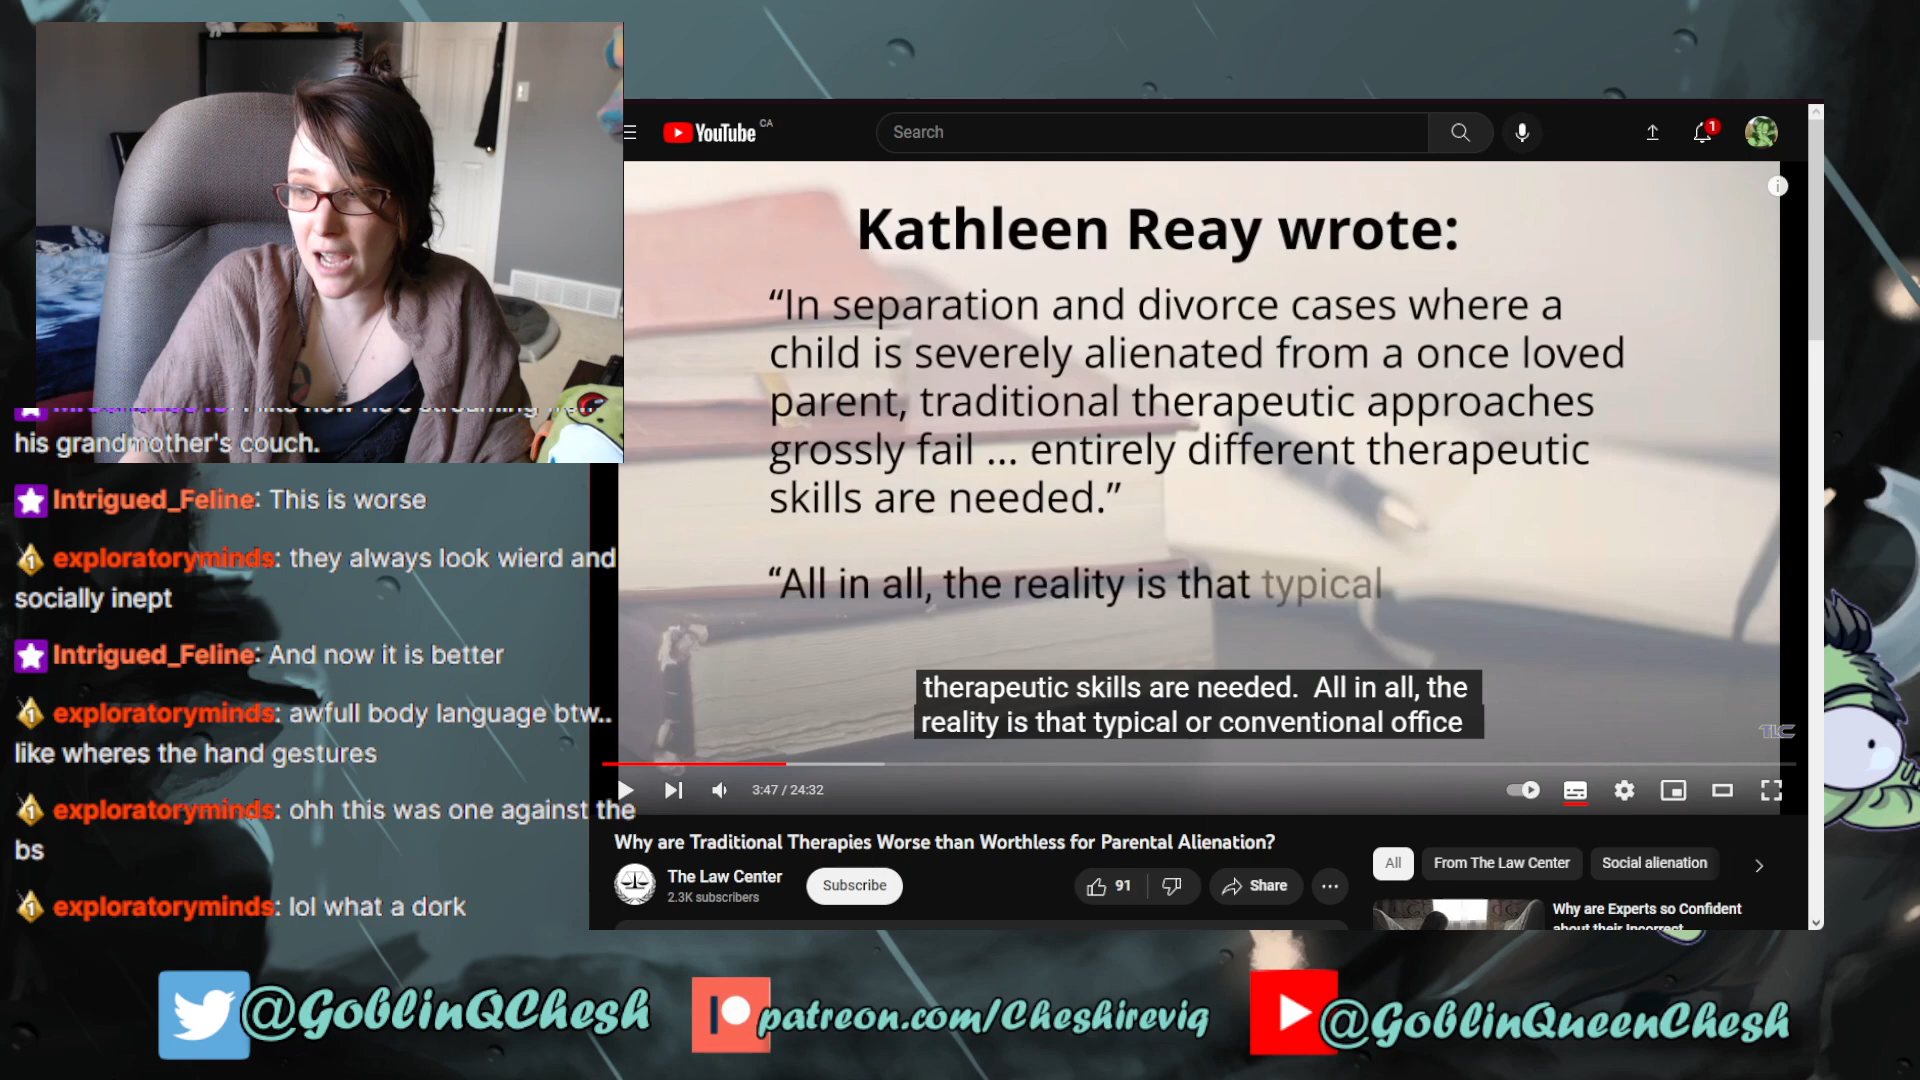 YouTube CA
Search
1
Kathleen Reay wrote:
“In separation and divorce cases where a
child is severely alienated from a once loved
parent, traditional therapeutic approaches
grossly fail ... entirely different therapeutic
skills are needed.”
“All in all, the reality is that typical
therapeutic skills are needed.  All in all, the
reality is that typical or conventional office
TLC
3:47 / 24:32
Why are Traditional Therapies Worse than Worthless for Parental Alienation?
The Law Center
2.3K subscribers
Subscribe
91
Share
All
From The Law Center
Social alienation
Why are Experts so Confident
about their Incorrect
his grandmother's couch.
Intrigued_Feline: This is worse
exploratoryminds: they always look wierd and
socially inept
Intrigued_Feline: And now it is better
exploratoryminds: awfull body language btw..
like wheres the hand gestures
exploratoryminds: ohh this was one against the
bs
exploratoryminds: lol what a dork
@GoblinQChesh
patreon.com/Cheshireviq
@GoblinQueenChesh